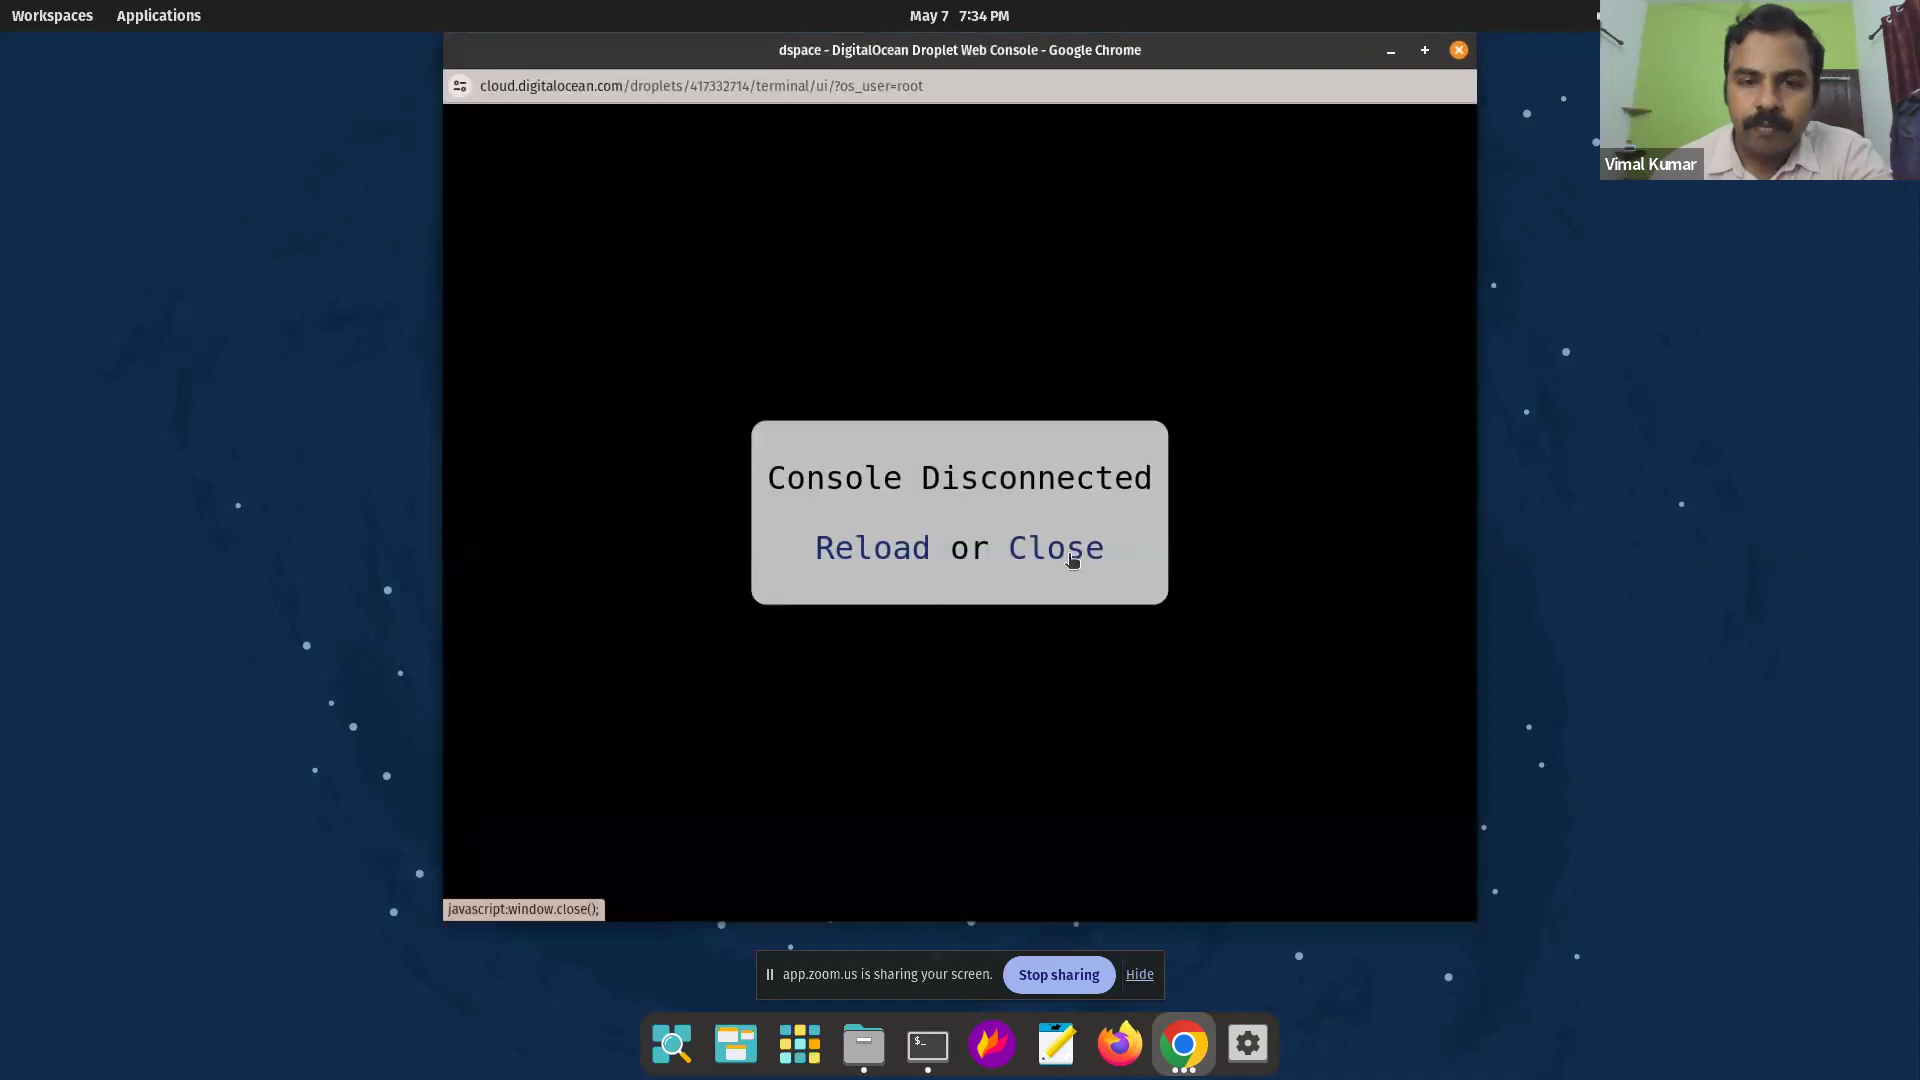 Workspaces Applications May 7 7:34 PM
dspace - DigitalOcean Droplet Web Console - Google Chrome
cloud.digitalocean.com/droplets/417332714/terminal/ui/?os_user=root
Vimal Kumar
Console Disconnected
Reload or Close
javascript:window.close();
app.zoom.us is sharing your screen. Stop sharing Hide
$_